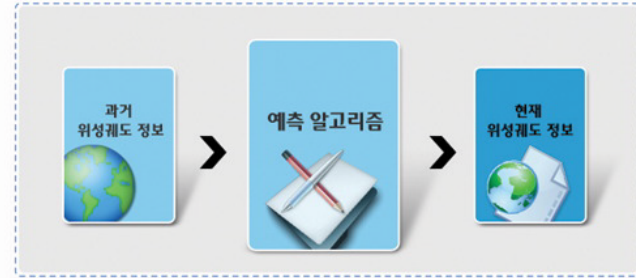 과거
위성궤도 정보
예측 알고리즘
현재
위성궤도 정보